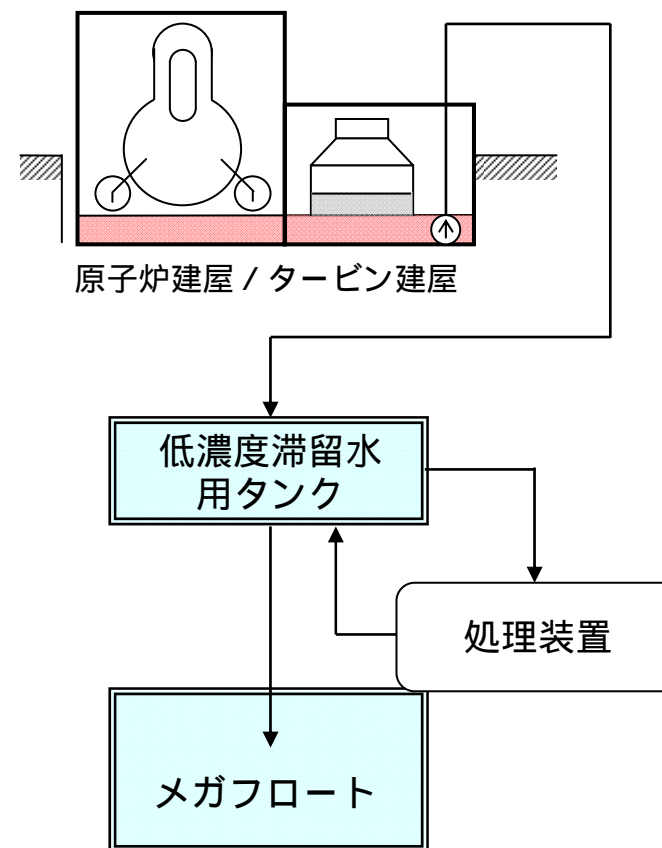 原子炉建屋 / タービン建屋
低濃度滞留水
用タンク
処理装置
メガフロート